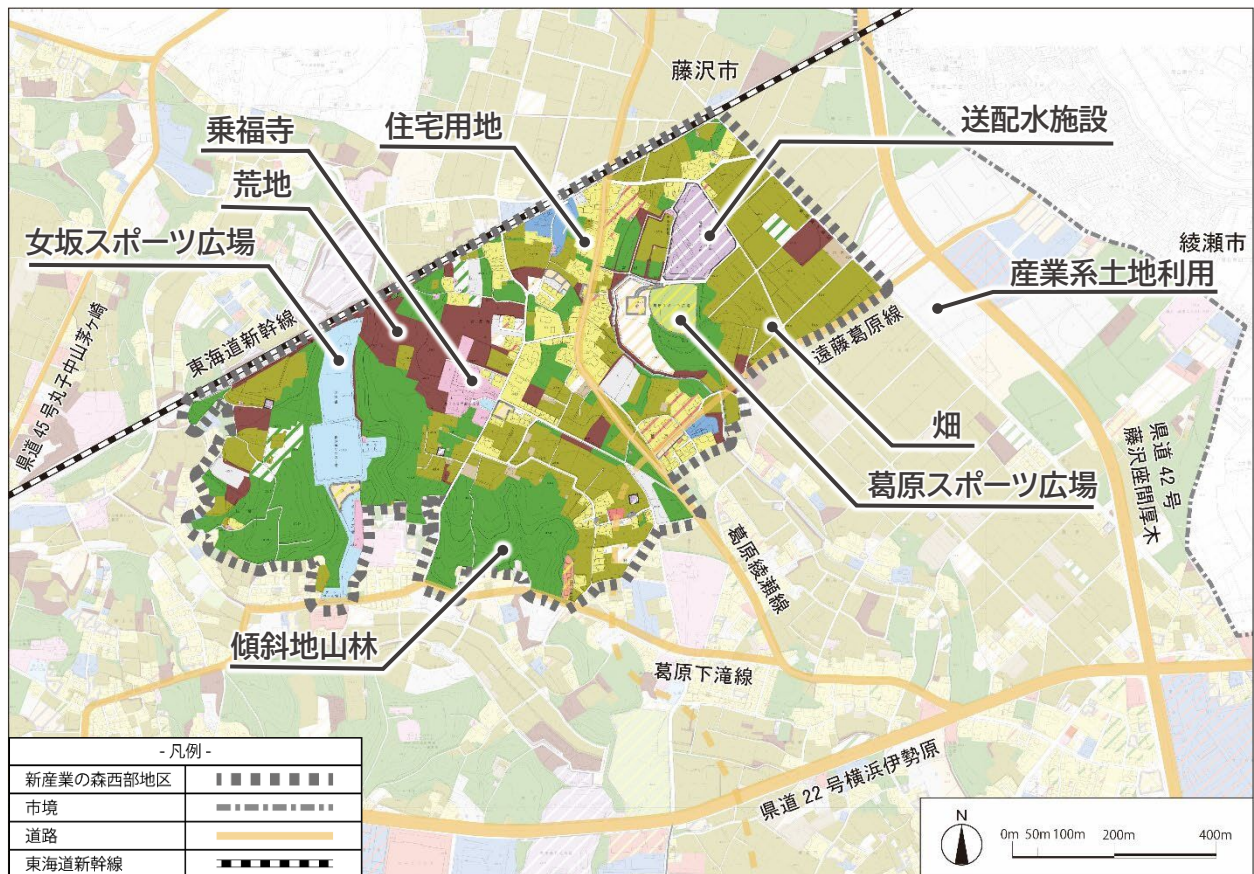 藤沢市
送配水施設
住宅用地
乗福寺
荒地
女坂スポーツ広場
綾瀬市
産業系土地利用
東海道新幹線
遠藤葛原線
県道45号丸子中山茅ヶ崎
畑
県道42号
藤沢座間厚木
葛原スポーツ広場
葛原綾瀬線
傾斜地山林
葛原下滝線
県道22号横浜伊勢原
- 凡例 -
新産業の森西部地区
市境
道路
東海道新幹線
N
0m 50m 100m 200m 400m